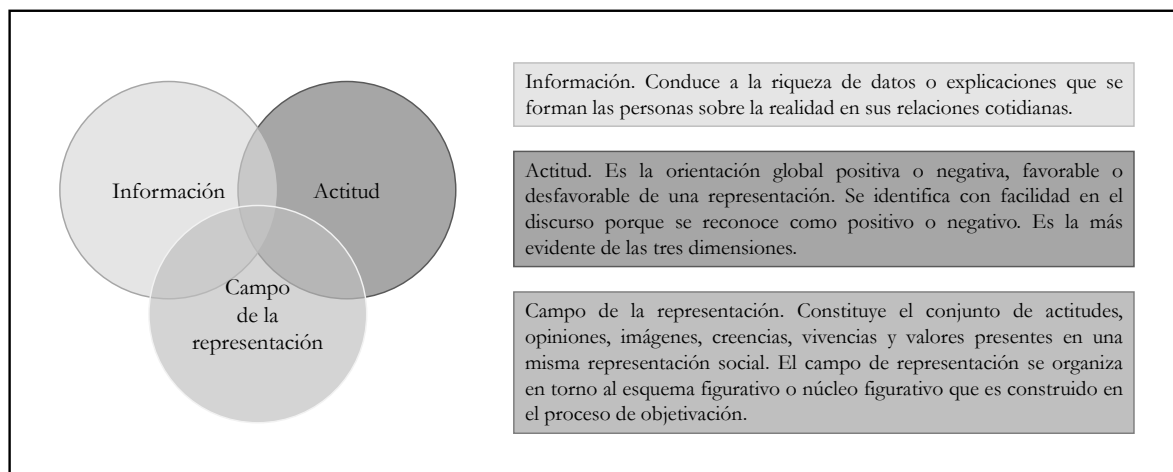 Información
Actitud
Campo
de la
representación
Información. Conduce a la riqueza de datos o explicaciones que se
forman las personas sobre la realidad en sus relaciones cotidianas.
Actitud. Es la orientación global positiva o negativa, favorable o
desfavorable de una representación. Se identifica con facilidad en el
discurso porque se reconoce como positivo o negativo. Es la más
evidente de las tres dimensiones.
Campo de la representación. Constituye el conjunto de actitudes,
opiniones, imágenes, creencias, vivencias y valores presentes en una
misma representación social. El campo de representación se organiza
en torno al esquema figurativo o núcleo figurativo que es construido en
el proceso de objetivación.